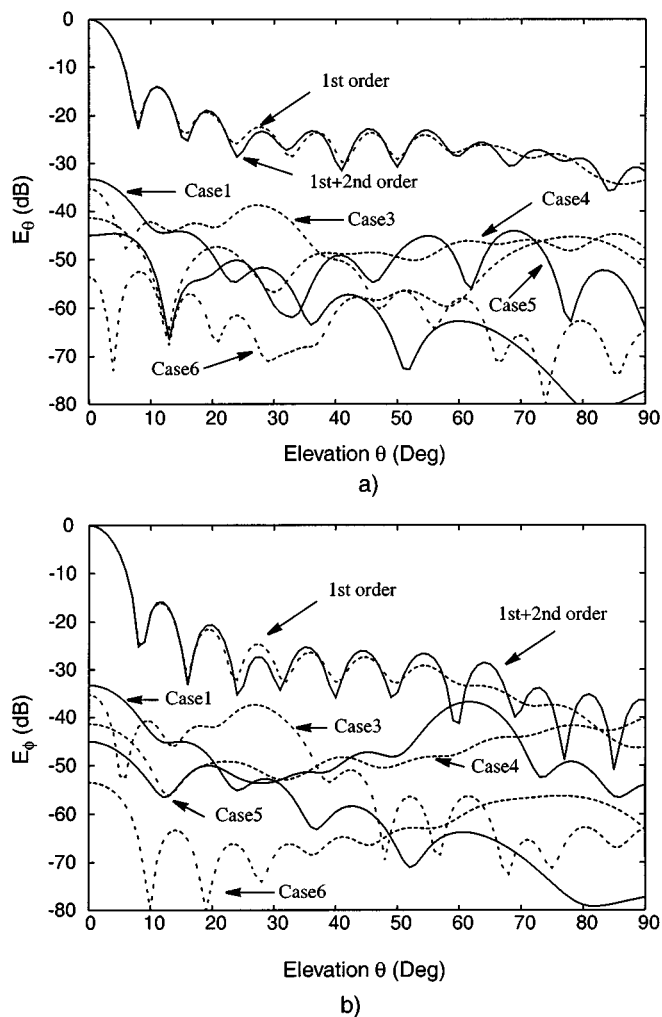 0
-10
-20
-30
-40
-50
-60
-70
-80
E_θ (dB)
1st order
1st+2nd order
Case1
Case3
Case4
Case5
Case6
0 10 20 30 40 50 60 70 80 90
Elevation θ (Deg)
a)
0
-10
-20
-30
-40
-50
-60
-70
-80
E_ϕ (dB)
1st order
1st+2nd order
Case1
Case3
Case4
Case5
Case6
0 10 20 30 40 50 60 70 80 90
Elevation θ (Deg)
b)